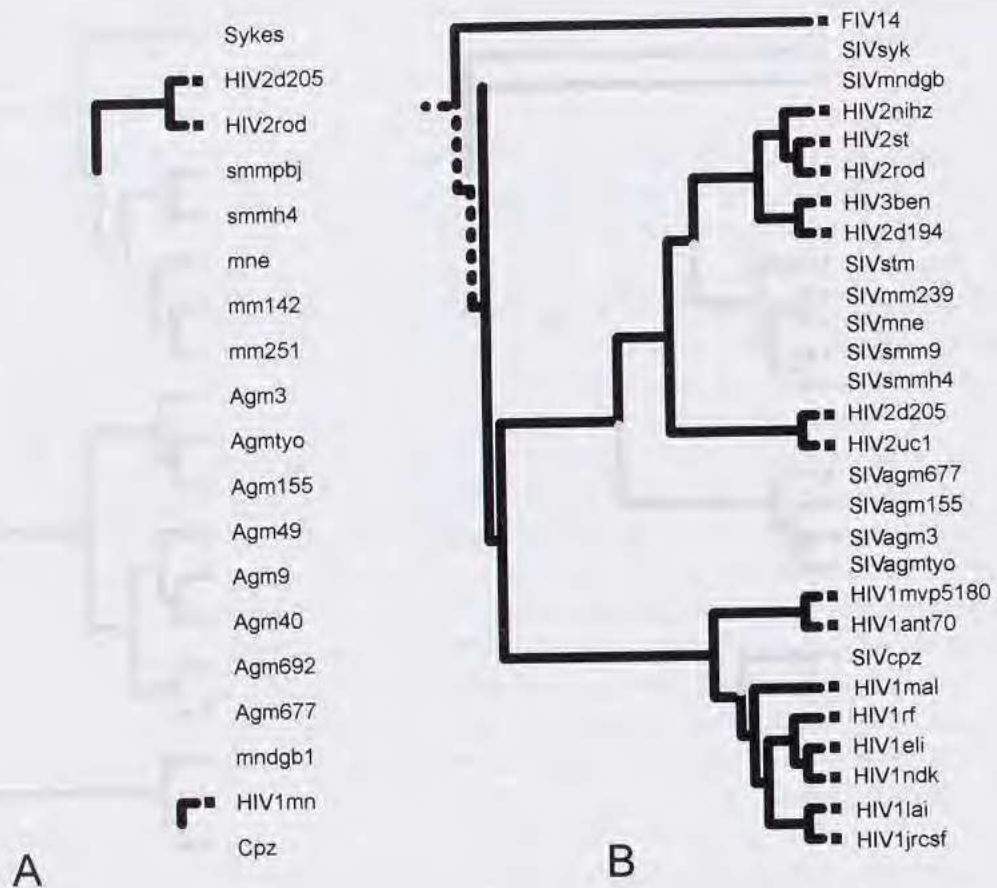 Sykes
HIV2d205
HIV2rod
smmpbj
smmh4
mne
mm142
mm251
Agm3
Agmtyo
Agm155
Agm49
Agm9
Agm40
Agm692
Agm677
mndgb1
HIV1mn
Cpz
A
FIV14
SIVsyk
SIVmndgb
HIV2nihz
HIV2st
HIV2rod
HIV3ben
HIV2d194
SIVstm
SIVmm239
SIVmne
SIVsmm9
SIVsmmh4
HIV2d205
HIV2uc1
SIVagm677
SIVagm155
SIVagm3
SIVagmtyo
HIV1mvp5180
HIV1ant70
SIVcpz
HIV1mal
HIV1rf
HIV1eli
HIV1ndk
HIV1lai
HIV1jrcsf
B